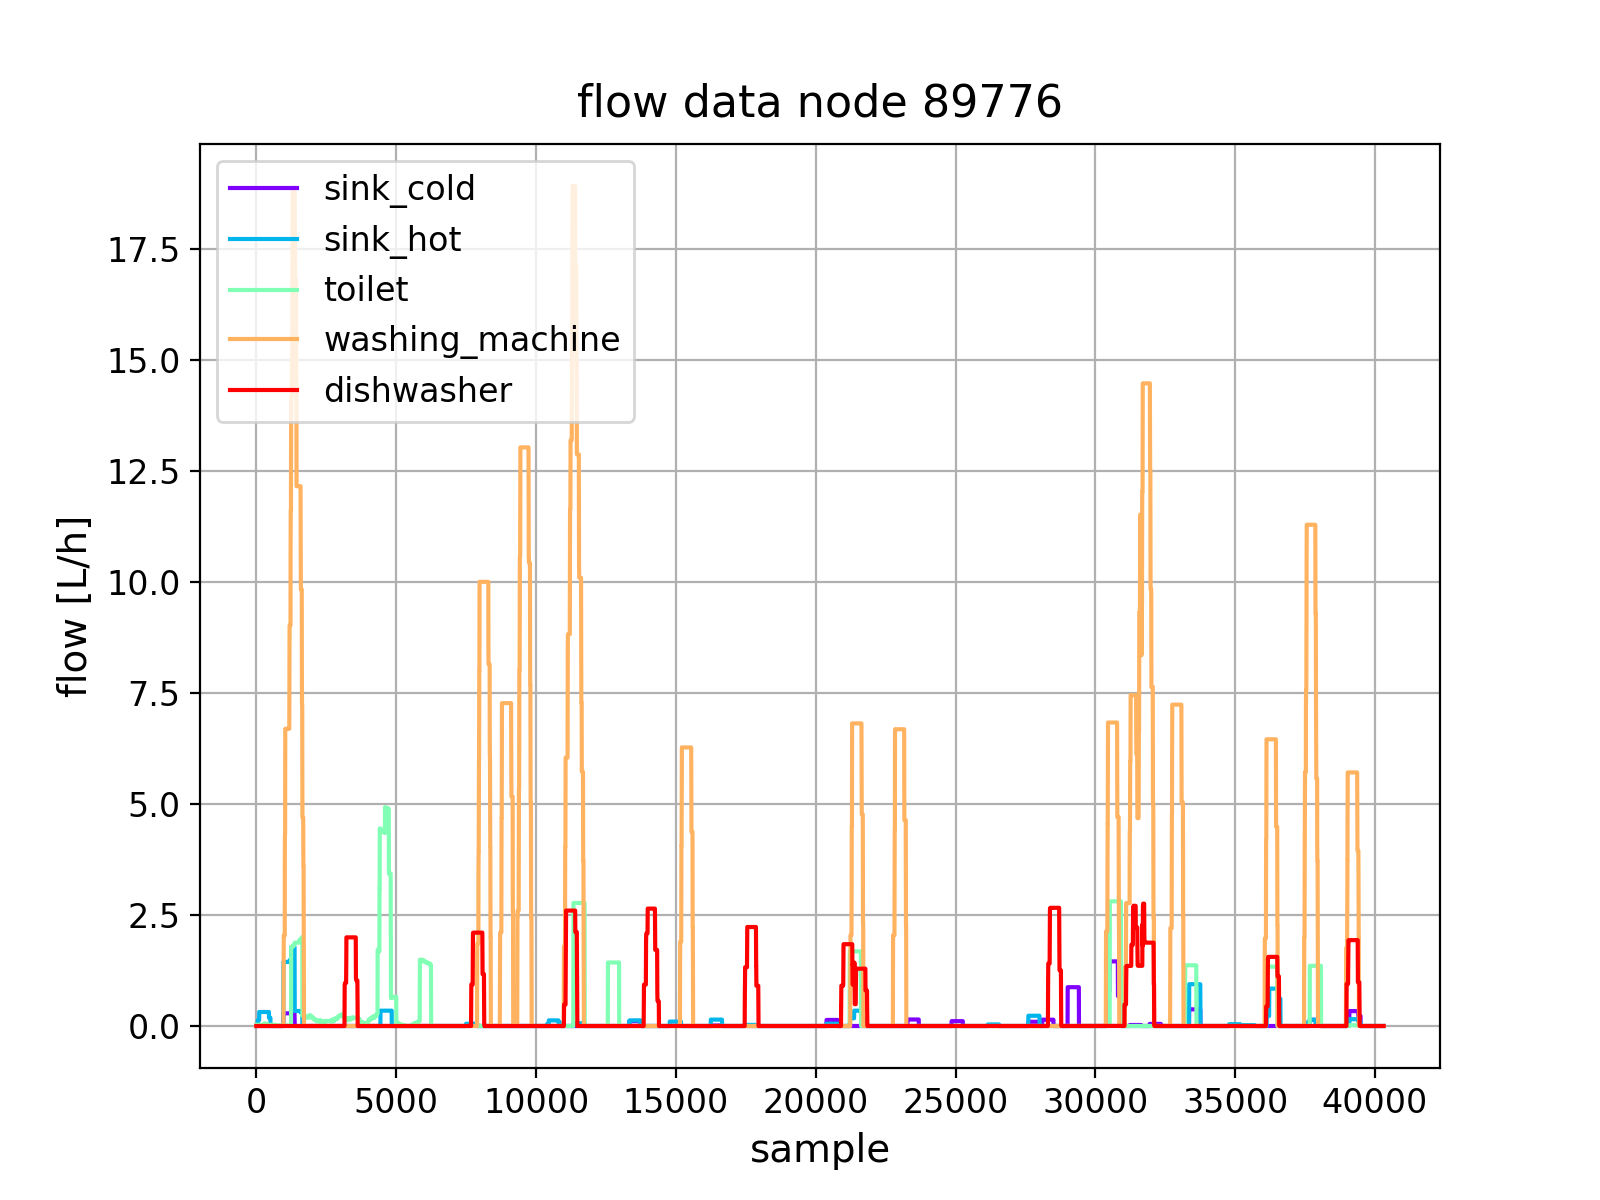 flow data node 89776
sink_cold
sink_hot
toilet
washing_machine
dishwasher
17.5
15.0
12.5
10.0
7.5
5.0
2.5
0.0
flow [L/h]
0 5000 10000 15000 20000 25000 30000 35000 40000
sample